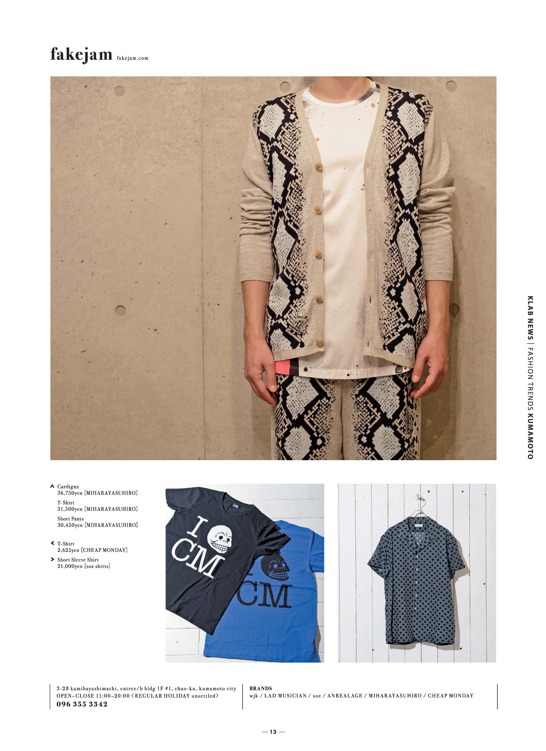 fakejam fakejam.com
KLAB NEWS | FASHION TRENDS KUMAMOTO
Cardigan
36,750yen [MIHARAYASUHIRO]
T-Shirt
31,500yen [MIHARAYASUHIRO]
Short Pants
30,450yen [MIHARAYASUHIRO]
T-Shirt
2,625yen [CHEAP MONDAY]
Short Sleeve Shirt
21,000yen [soe shirts]
I
CM
CM
3-28 kamibayashimachi, entree/b bldg 1F #1, chuo-ku, kumamoto city
OPEN–CLOSE 11:00–20:00 <REGULAR HOLIDAY unsettled>
096 355 3342
BRANDS
wjk / LAD MUSICIAN / soe / ANREALAGE / MIHARAYASUHIRO / CHEAP MONDAY
— 13 —